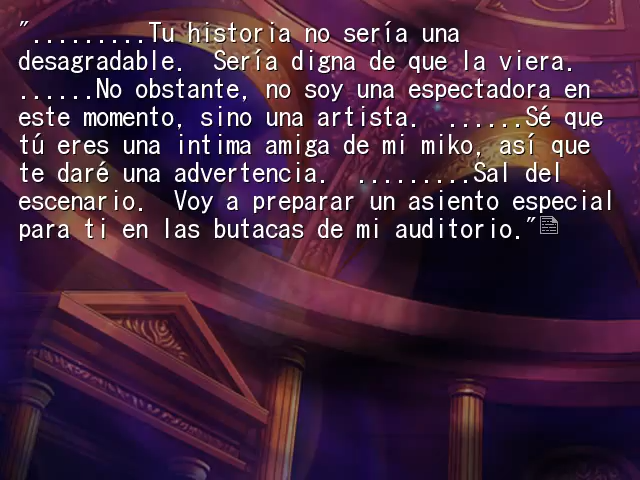 ".........Tu historia no sería una
desagradable.  Sería digna de que la viera.
......No obstante, no soy una espectadora en
este momento, sino una artista.  ......Sé que
tú eres una intima amiga de mi miko, así que
te daré una advertencia.  .........Sal del
escenario.  Voy a preparar un asiento especial
para ti en las butacas de mi auditorio."